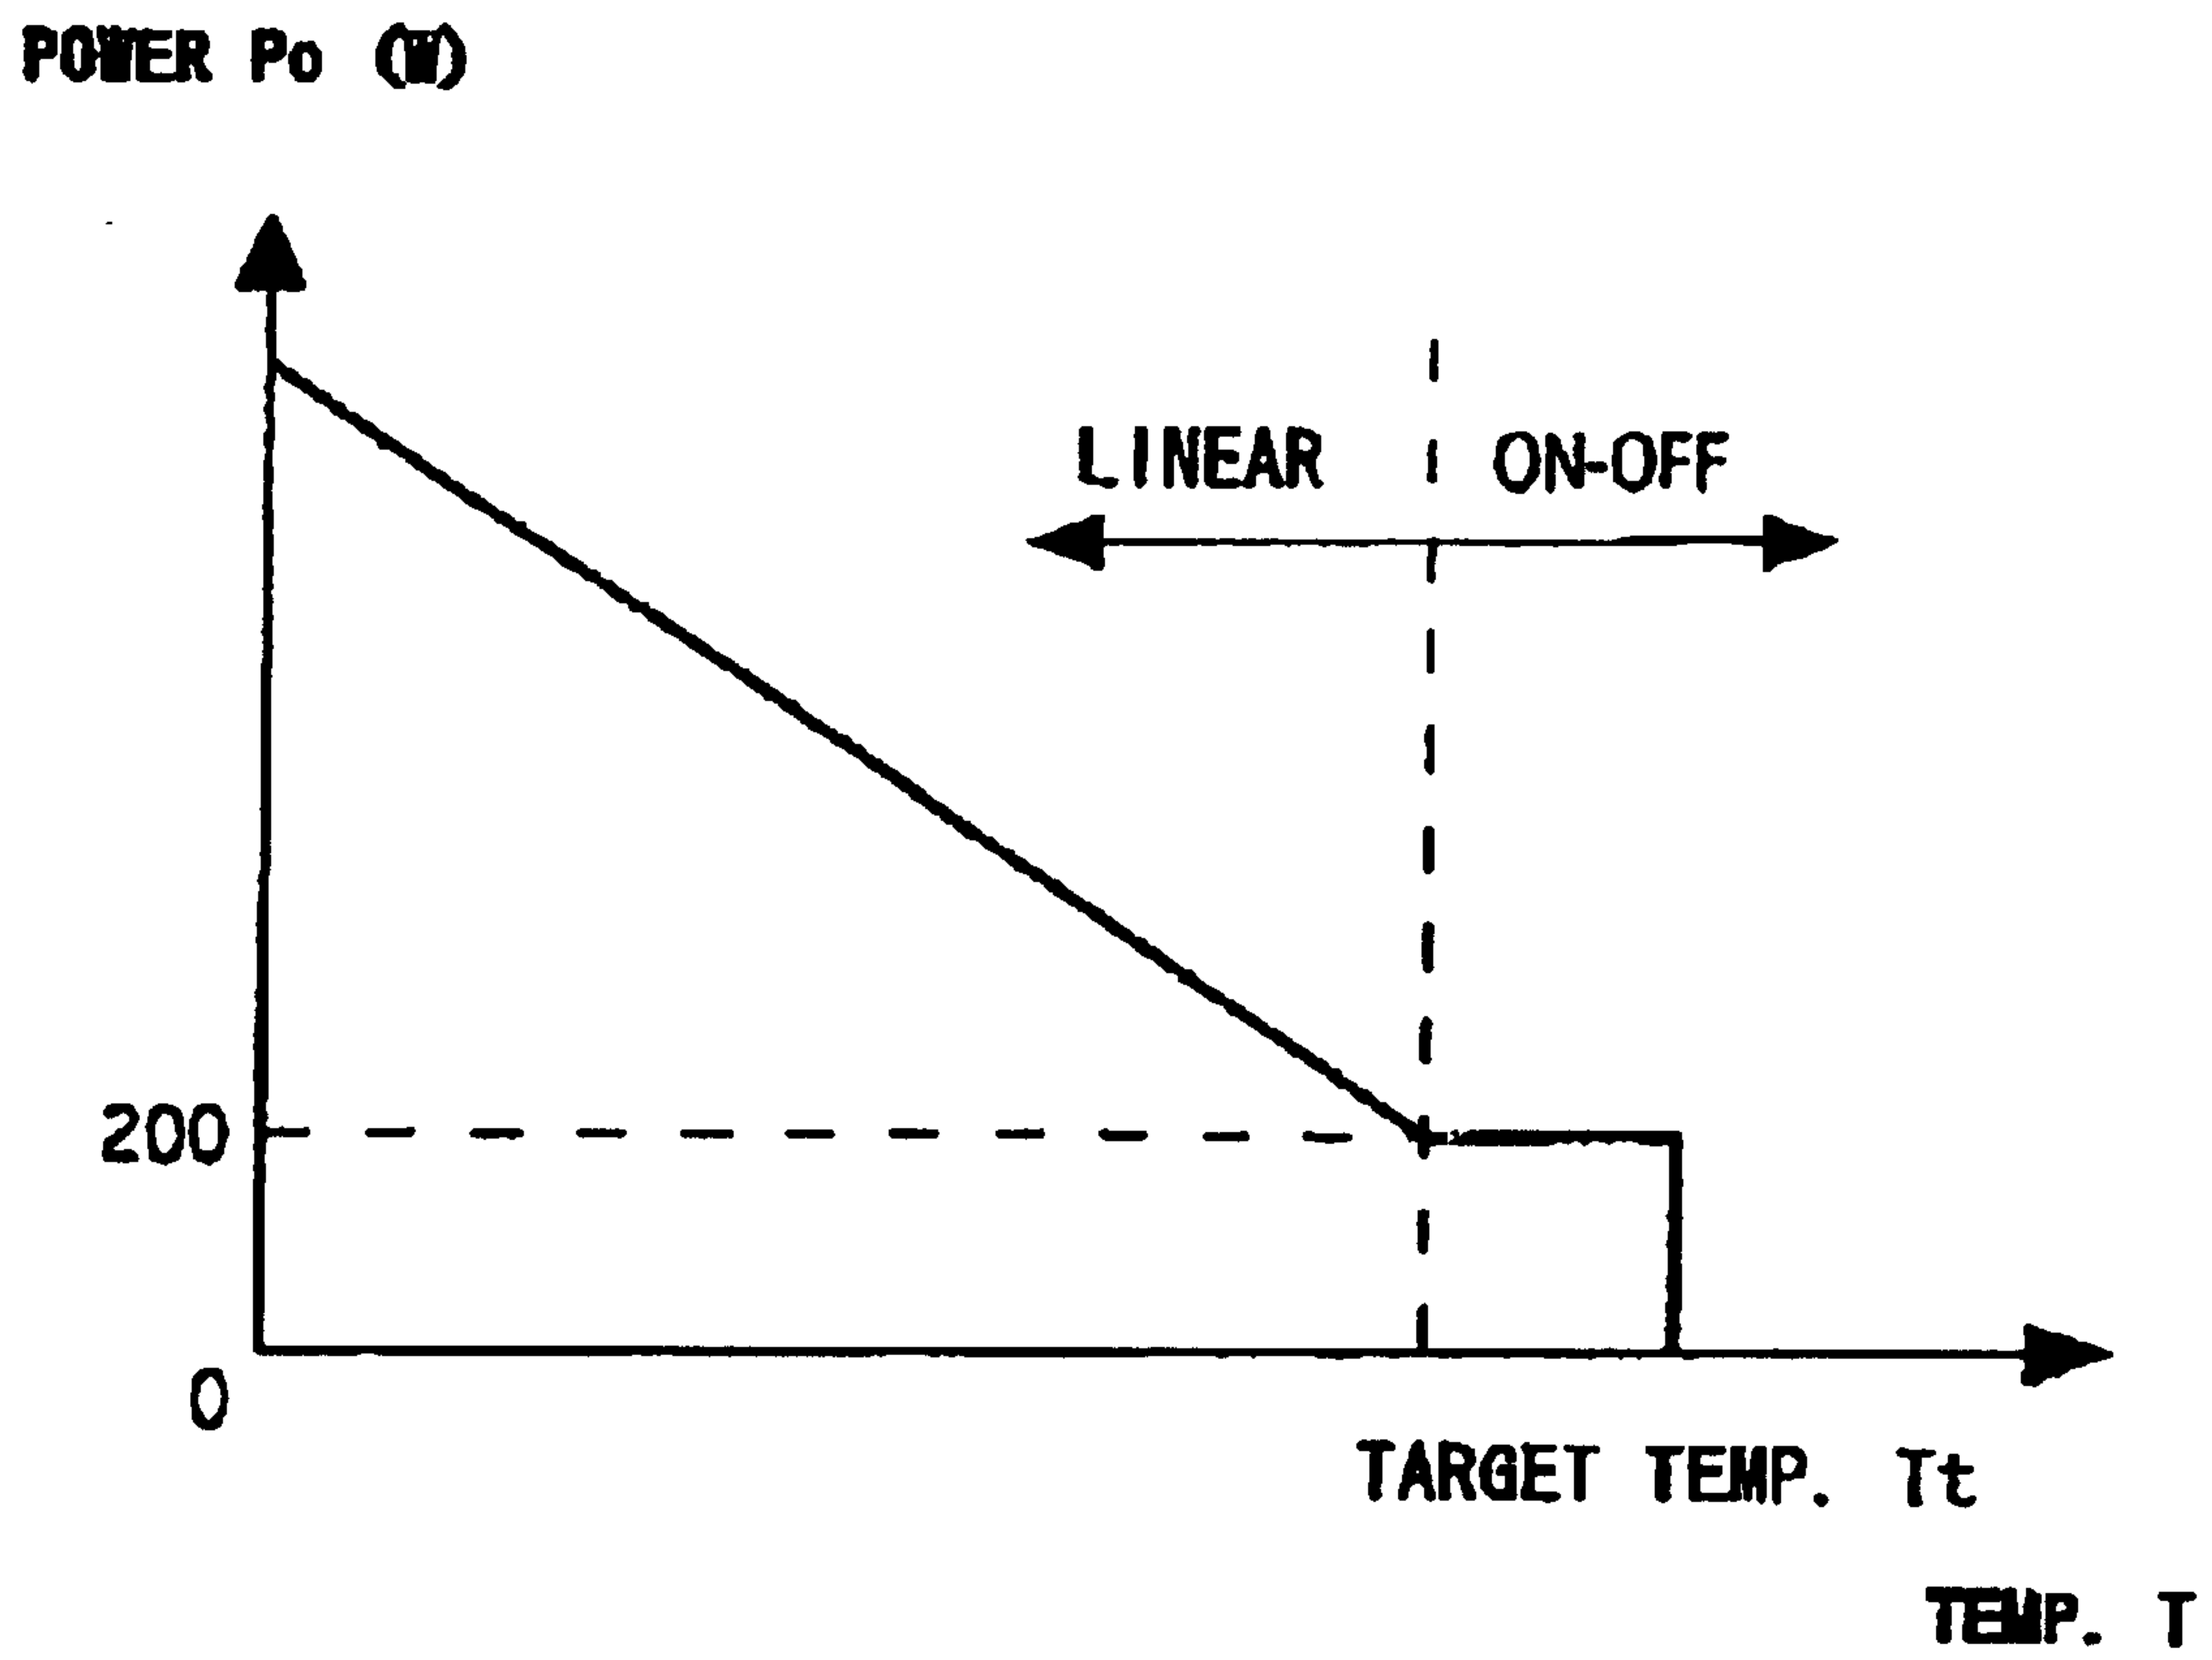 POWER Po (W)
LINEAR ON-OFF
200
0
TARGET TEMP. Tt
TEMP. T